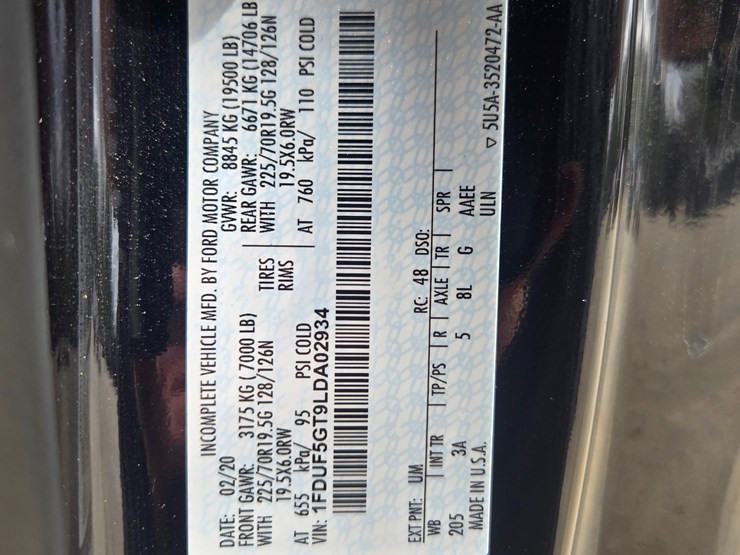 INCOMPLETE VEHICLE MFD. BY FORD MOTOR COMPANY
DATE: 02/20 GVWR: 8845 KG (19500 LB)
FRONT GAWR: 3175 KG (7000 LB) REAR GAWR: 6671 KG (14706 LB
WITH 225/70R19.5G 128/126N TIRES WITH 225/70R19.5G 128/126N
19.5X6.0RW RIMS 19.5X6.0RW
AT 655 kPa/ 95 PSI COLD AT 760 kPa/ 110 PSI COLD
VIN: 1FDUF5GT9LDA02934
EXT PNT: UM RC: 48 DSO:
WB INT TR TP/PS R AXLE TR SPR
205 3A 5 8L G AAEE
MADE IN U.S.A. ULN
▽ 5U5A-3520472-AA